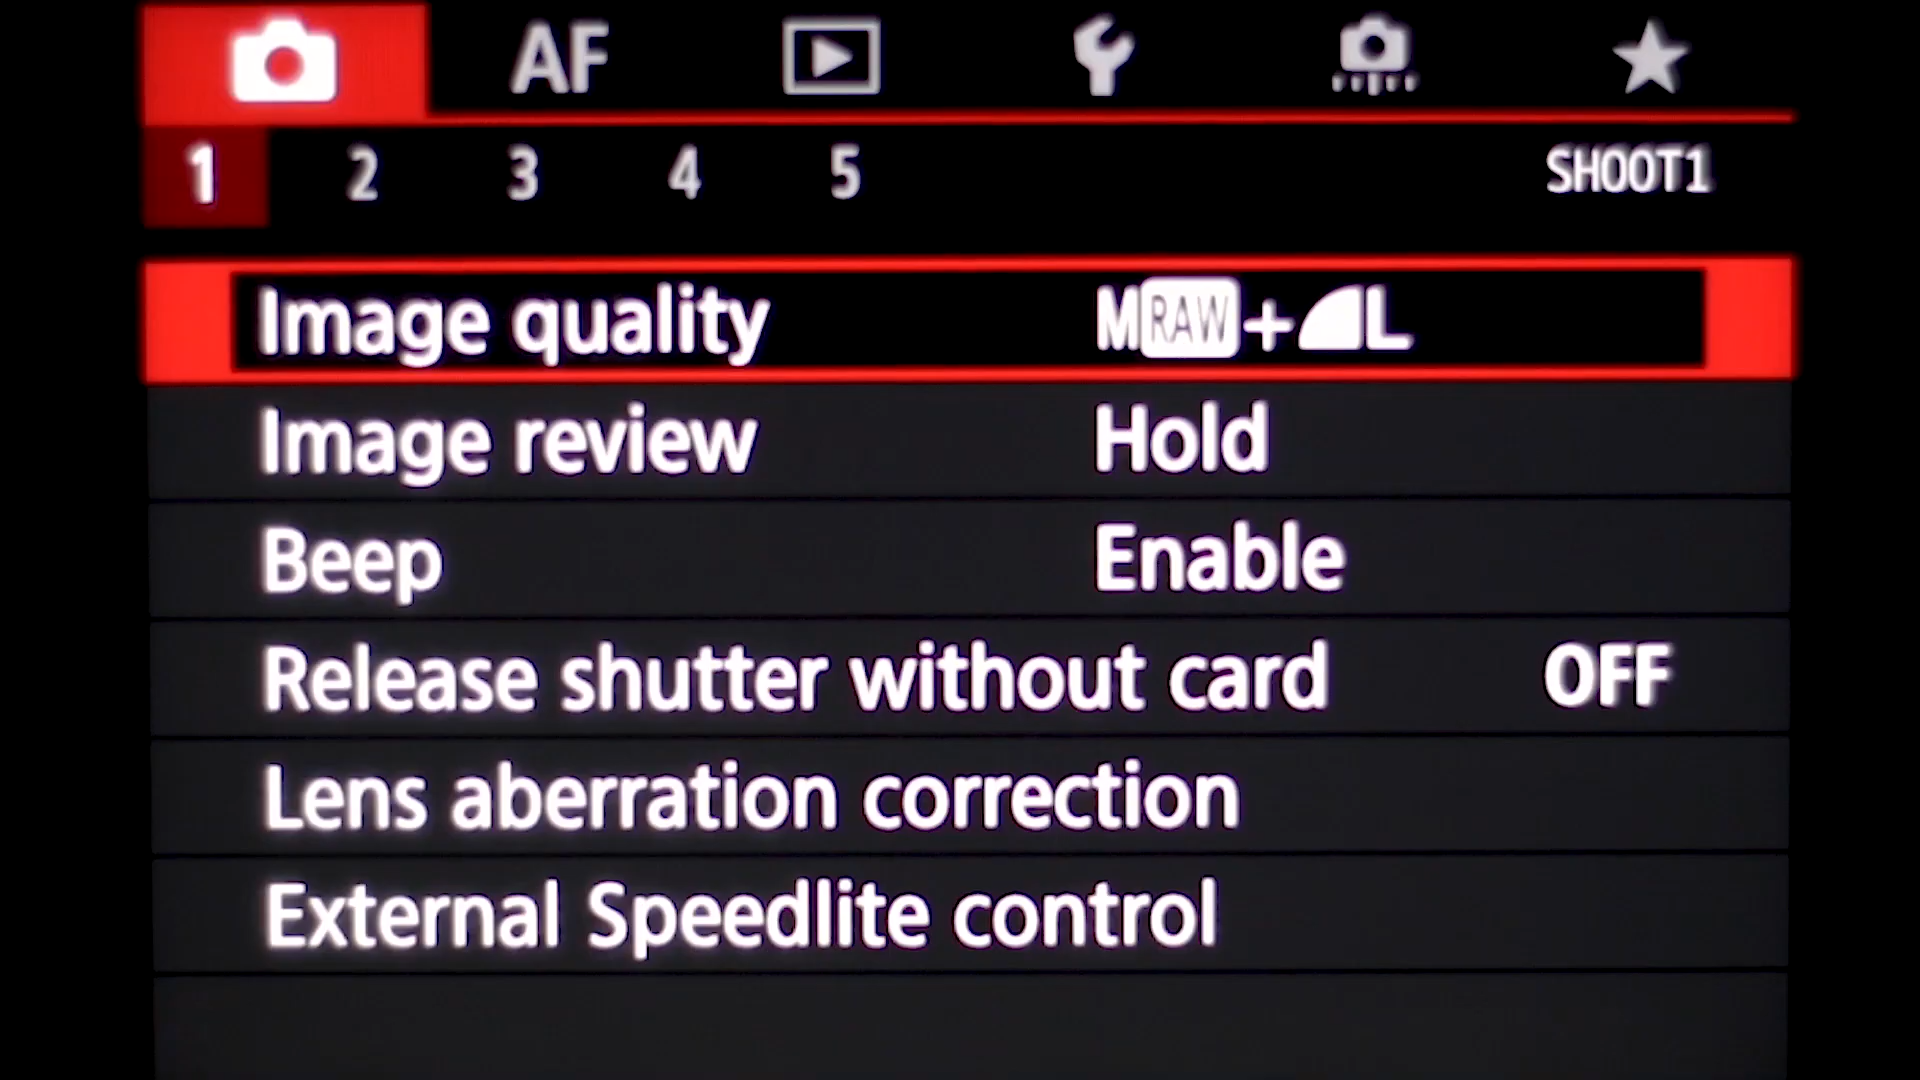 AF
1 2 3 4 5 SHOOT1
Image quality MRAW+L
Image review Hold
Beep Enable
Release shutter without card OFF
Lens aberration correction
External Speedlite control